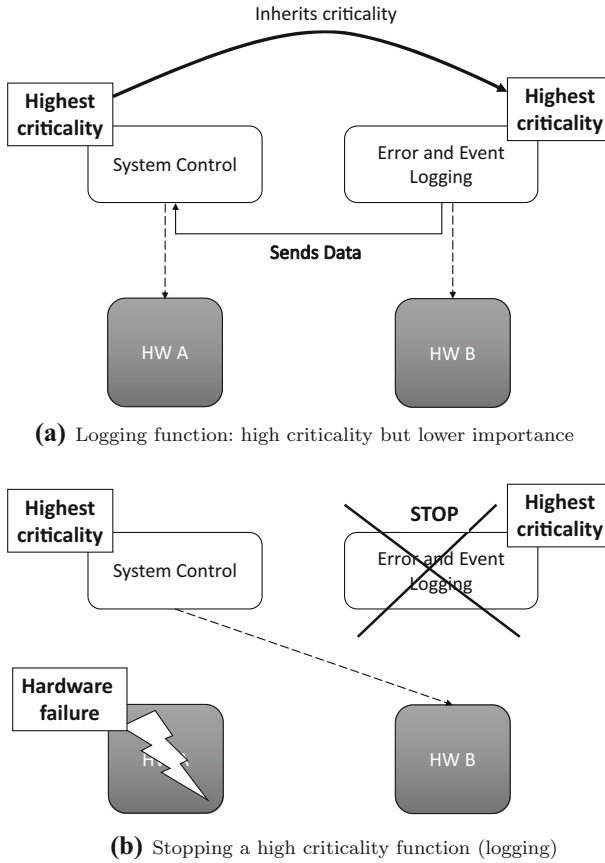 Inherits criticality
Highest
criticality
Highest
criticality
System Control
Error and Event
Logging
Sends Data
HW A
HW B
(a) Logging function: high criticality but lower importance
Highest
criticality
STOP
Highest
criticality
System Control
Error and Event
Logging
Hardware
failure
HW B
(b) Stopping a high criticality function (logging)